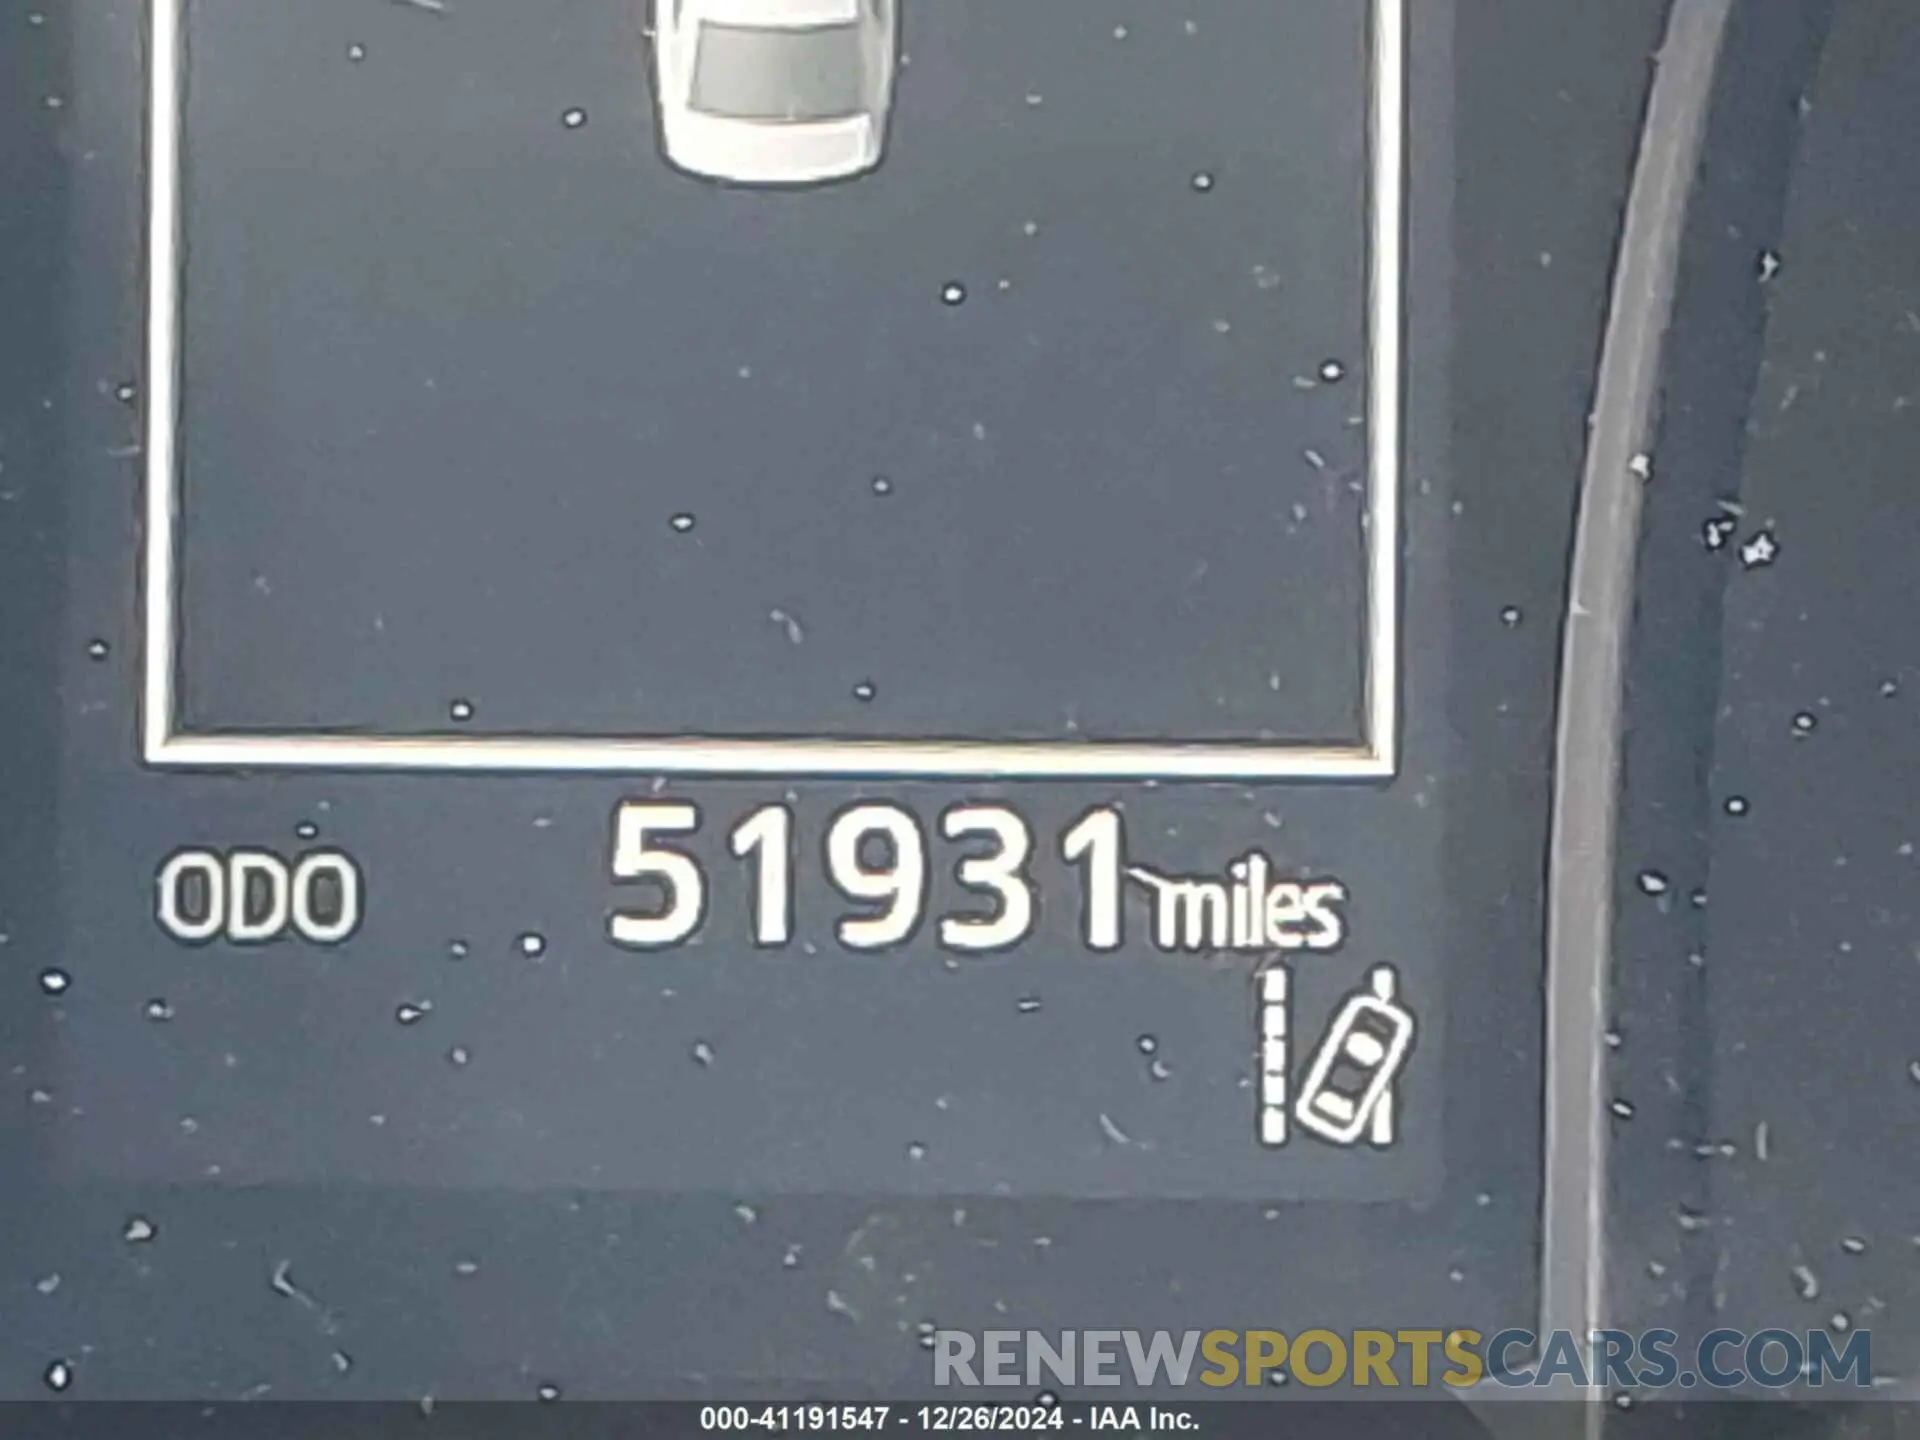 ODO 51931 miles
RENEWSPORTSCARS.COM
000-41191547 - 12/26/2024 - IAA Inc.